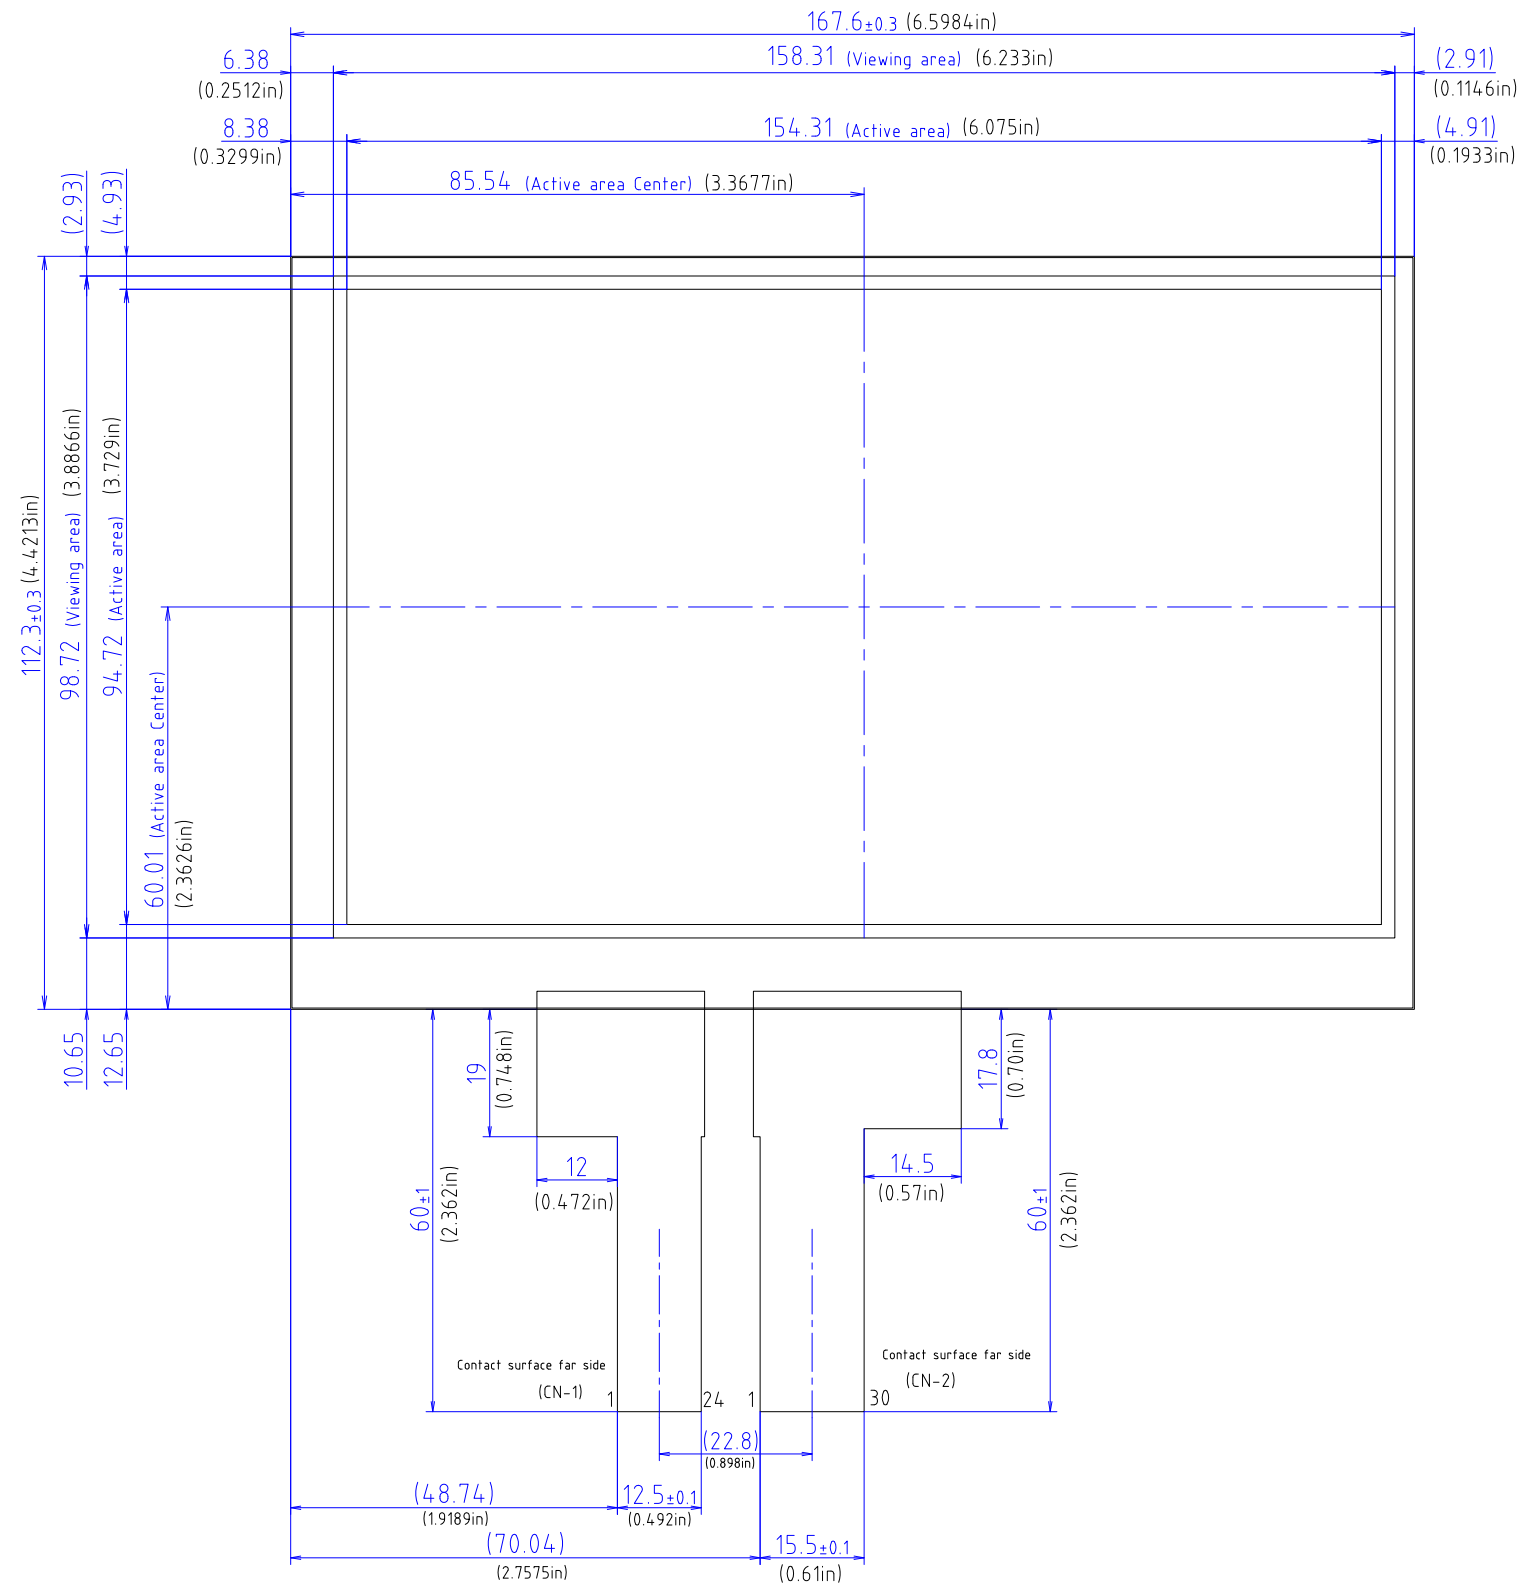 167.6±0.3 (6.5984in)
6.38
(0.2512in)
158.31 (Viewing area) (6.233in)
(2.91)
(0.1146in)
8.38
(0.3299in)
154.31 (Active area) (6.075in)
(4.91)
(0.1933in)
85.54 (Active area Center) (3.3677in)
(2.93)
(4.93)
112.3±0.3 (4.4213in)
98.72 (Viewing area) (3.8866in)
94.72 (Active area) (3.729in)
60.01 (Active area Center)
(2.3626in)
10.65
12.65
19
(0.748in)
17.8
(0.70in)
12
(0.472in)
14.5
(0.57in)
60±1
(2.362in)
60±1
(2.362in)
Contact surface far side
(CN-1)
Contact surface far side
(CN-2)
1
24
1
30
(22.8)
(0.898in)
(48.74)
(1.9189in)
12.5±0.1
(0.492in)
(70.04)
(2.7575in)
15.5±0.1
(0.61in)